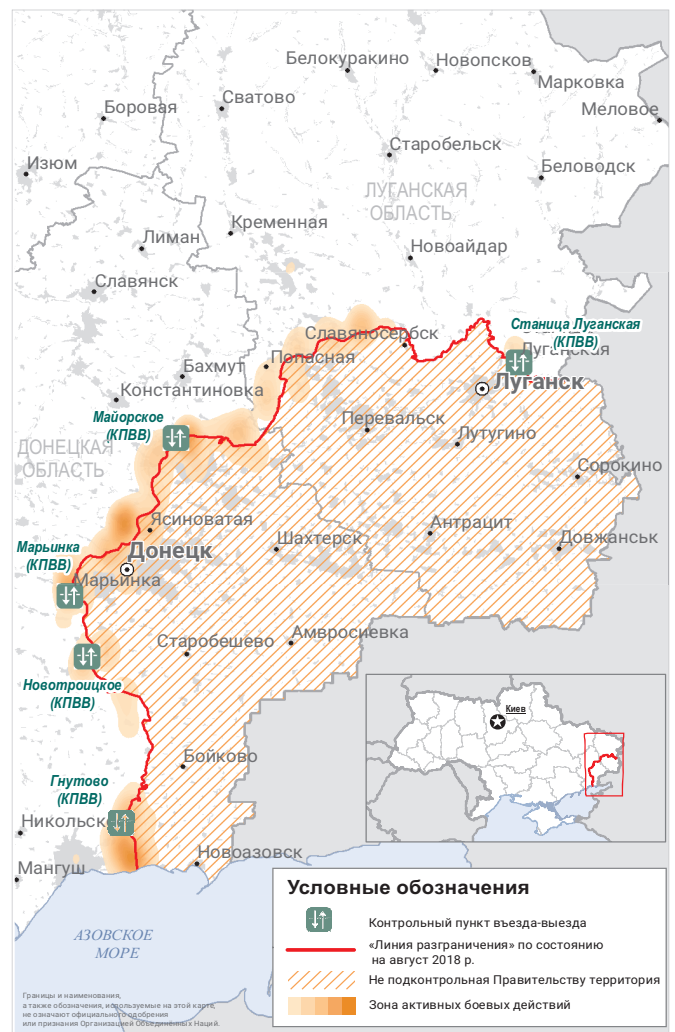 Белокуракино
Новопсков
Марковка
Сватово
Боровая
Меловое
Старобельск
Изюм
Беловодск
ЛУГАНСКАЯ
ОБЛАСТЬ
Кременная
Лиман
Новоайдар
Славянск
Славяносербск
Станица Луганская
(КПВВ)
Луганская
Попасная
Бахмут
Луганск
Константиновка
Майорское
(КПВВ)
Перевальск
Лутугино
ДОНЕЦКАЯ
ОБЛАСТЬ
Сорокино
Ясиноватая
Антрацит
Шахтерск
Довжанськ
Марьинка
(КПВВ)
Донецк
Марьинка
Старобешево
Амвросиевка
Новотроицкое
(КПВВ)
Киев
Бойково
Гнутово
(КПВВ)
Никольск
Новоазовск
Мангуш
АЗОВСКОЕ
МОРЕ
Условные обозначения
Контрольный пункт въезда-выезда
«Линия разграничения» по состоянию
на август 2018 р.
Не подконтрольная Правительству территория
Зона активных боевых действий
Границы и наименования,
а также обозначения, используемые на этой карте,
не означают официального одобрения
или признания Организацией Объединённых Наций.